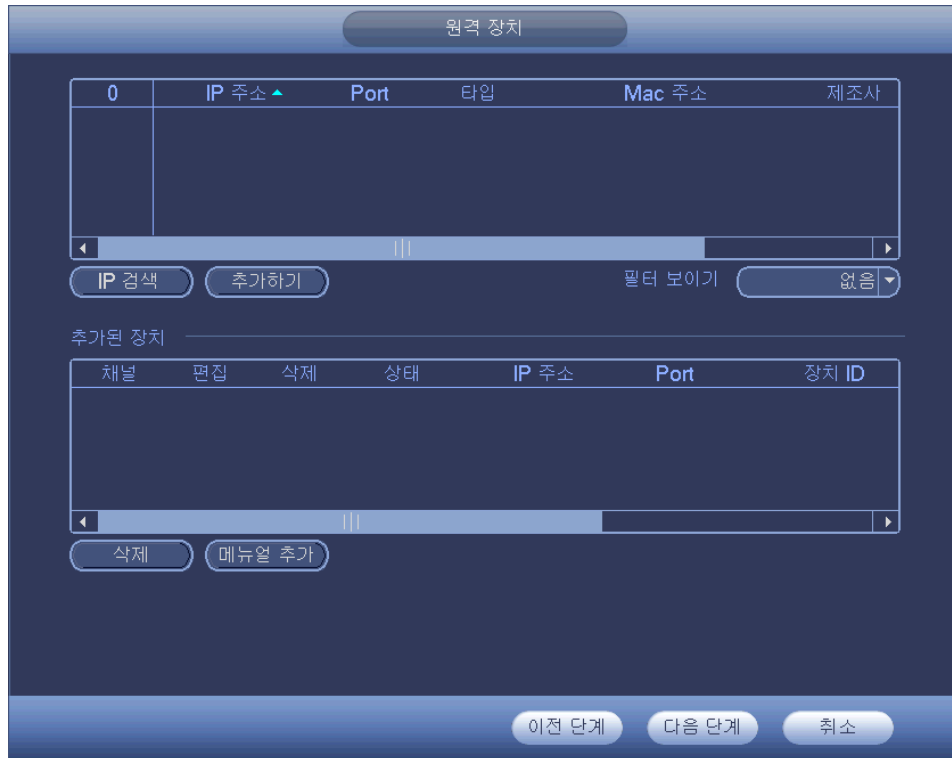 원격 장치
0 IP 주소 Port 타입 Mac 주소 제조사
IP 검색 추가하기 필터 보이기 없음
추가된 장치
채널 편집 삭제 상태 IP 주소 Port 장치 ID
삭제 메뉴얼 추가
이전 단계 다음 단계 취소